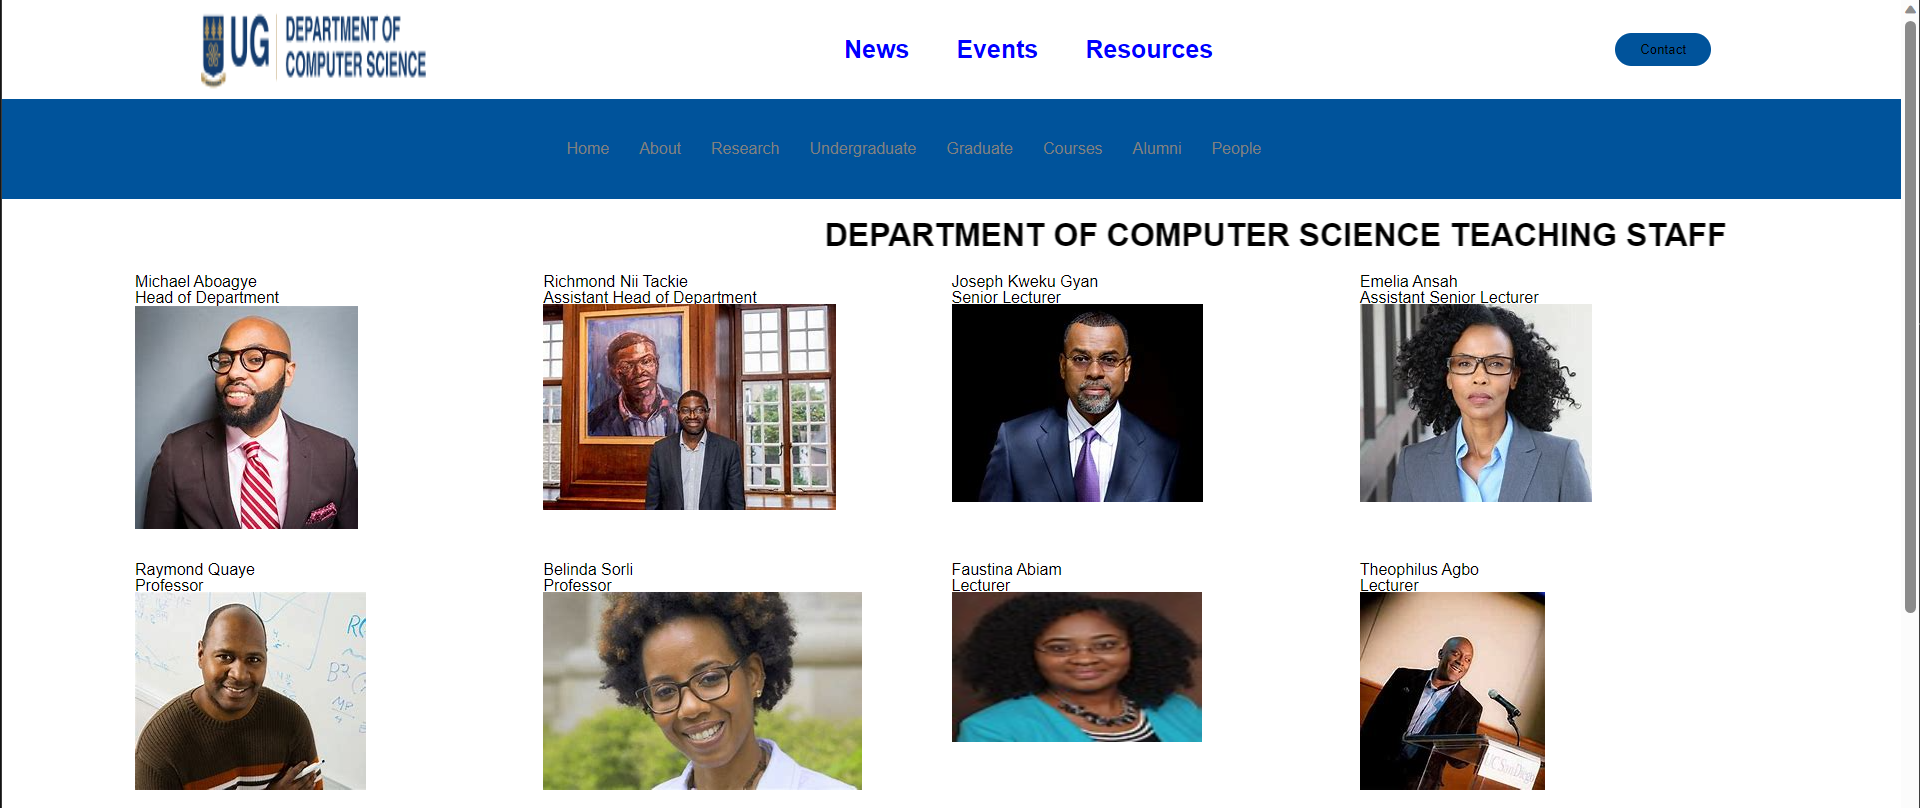 UG DEPARTMENT OF
COMPUTER SCIENCE
News Events Resources
Contact
Home About Research Undergraduate Graduate Courses Alumni People
DEPARTMENT OF COMPUTER SCIENCE TEACHING STAFF
Michael Aboagye
Head of Department
Richmond Nii Tackie
Assistant Head of Department
Joseph Kweku Gyan
Senior Lecturer
Emelia Ansah
Assistant Senior Lecturer
Raymond Quaye
Professor
Belinda Sorli
Professor
Faustina Abiam
Lecturer
Theophilus Agbo
Lecturer
UC San Diego